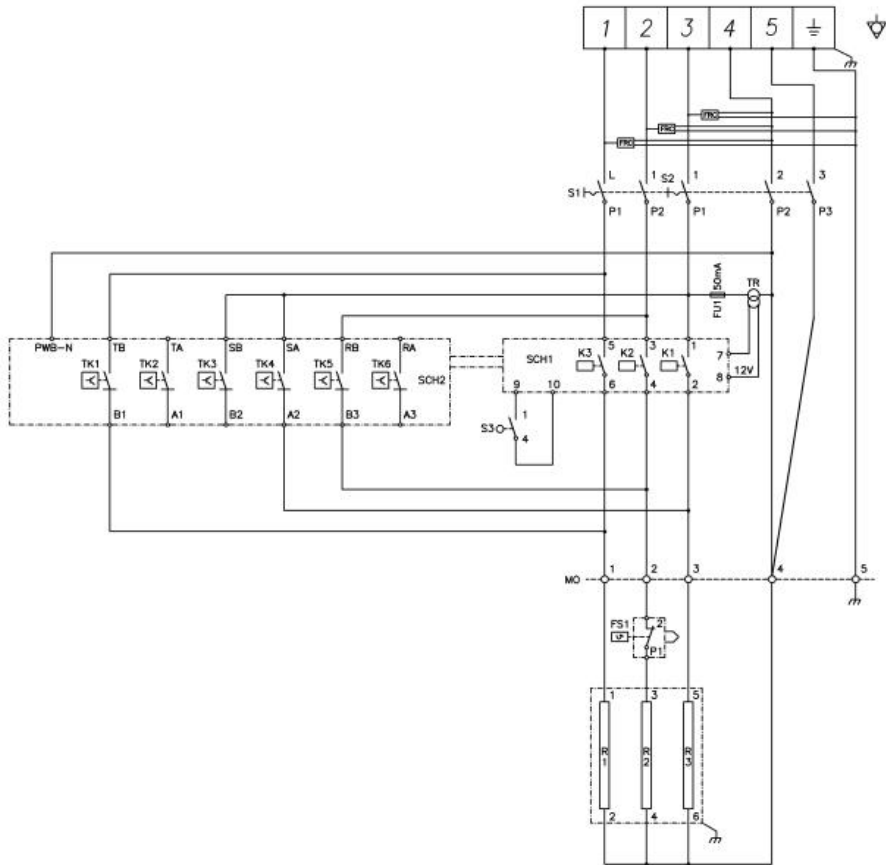 1 2 3 4 5
FRC
FRC
FRC
L 1 S2 1 2 3
S1
P1 P2 P1 P2 P3
FU1 50mA TR
PWB-N TB TA SB SA RB RA
SCH1 K3 5 K2 3 K1 1
7
TK1 TK2 TK3 TK4 TK5 TK6
SCH2
8 12V
9 10 6 4 2
B1 A1 B2 A2 B3 A3
1
S3
4
1 2 3 4 5
MO
FS1 2
P1
1 3 5
R1 R2 R3
2 4 6